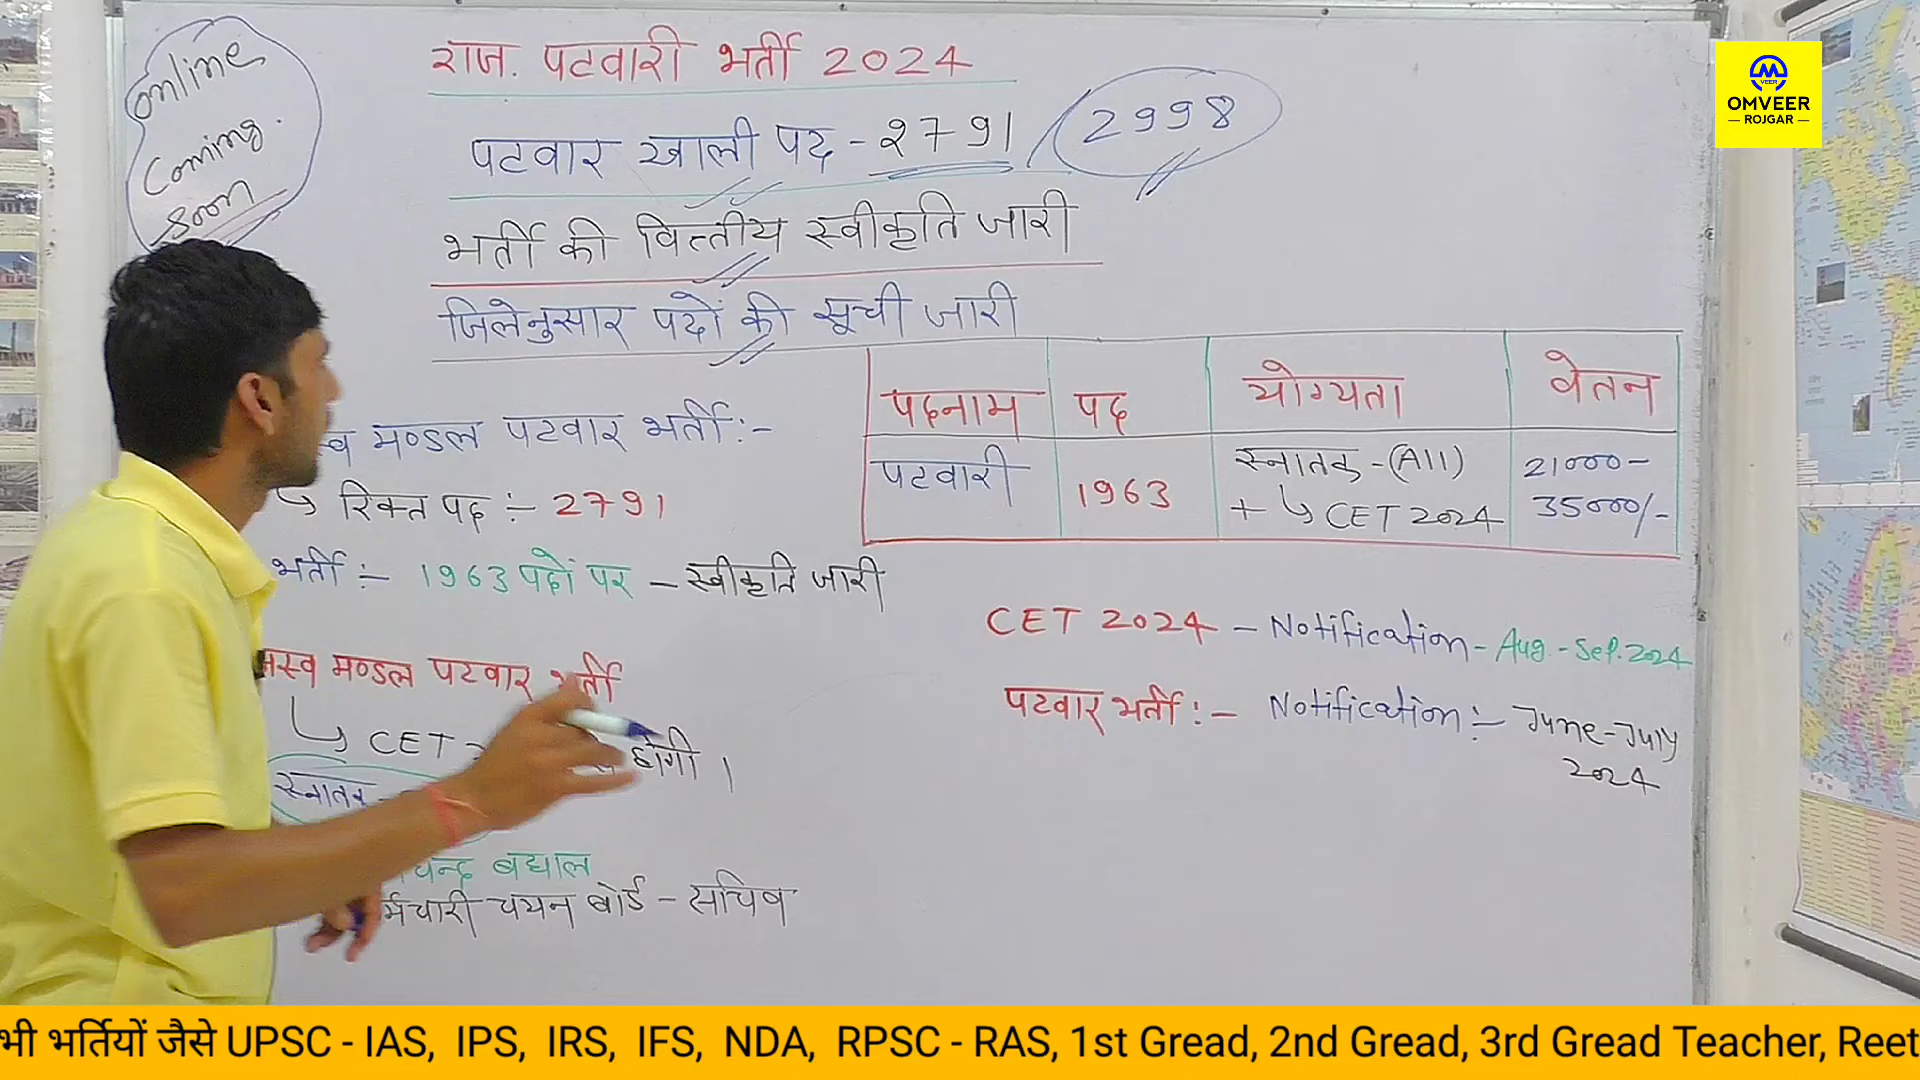 Online
Coming
Soon
राज. पटवारी भर्ती 2024
पटवार खाली पद - 2791 / 2998
भर्ती की वित्तीय स्वीकृति जारी
जिलेनुसार पदों की सूची जारी
मण्डल पटवार भर्ती :-
↳ रिक्त पद :- 2791
भर्ती :- 1963 पदों पर - स्वीकृति जारी
मण्डल पटवार भर्ती
↳ CET होगी ।
स्नातक
बधाल
चयन बोर्ड - सचिव
पदनाम पद योग्यता वेतन
पटवारी 1963 स्नातक - (All) 21000-
+ ↳ CET 2024 35000/-
CET 2024 - Notification - Aug - Sep. 2024
पटवार भर्ती :- Notification :- June - July
2024
VEER
OMVEER
— ROJGAR —
भी भर्तियों जैसे UPSC - IAS, IPS, IRS, IFS, NDA, RPSC - RAS, 1st Gread, 2nd Gread, 3rd Gread Teacher, Reet